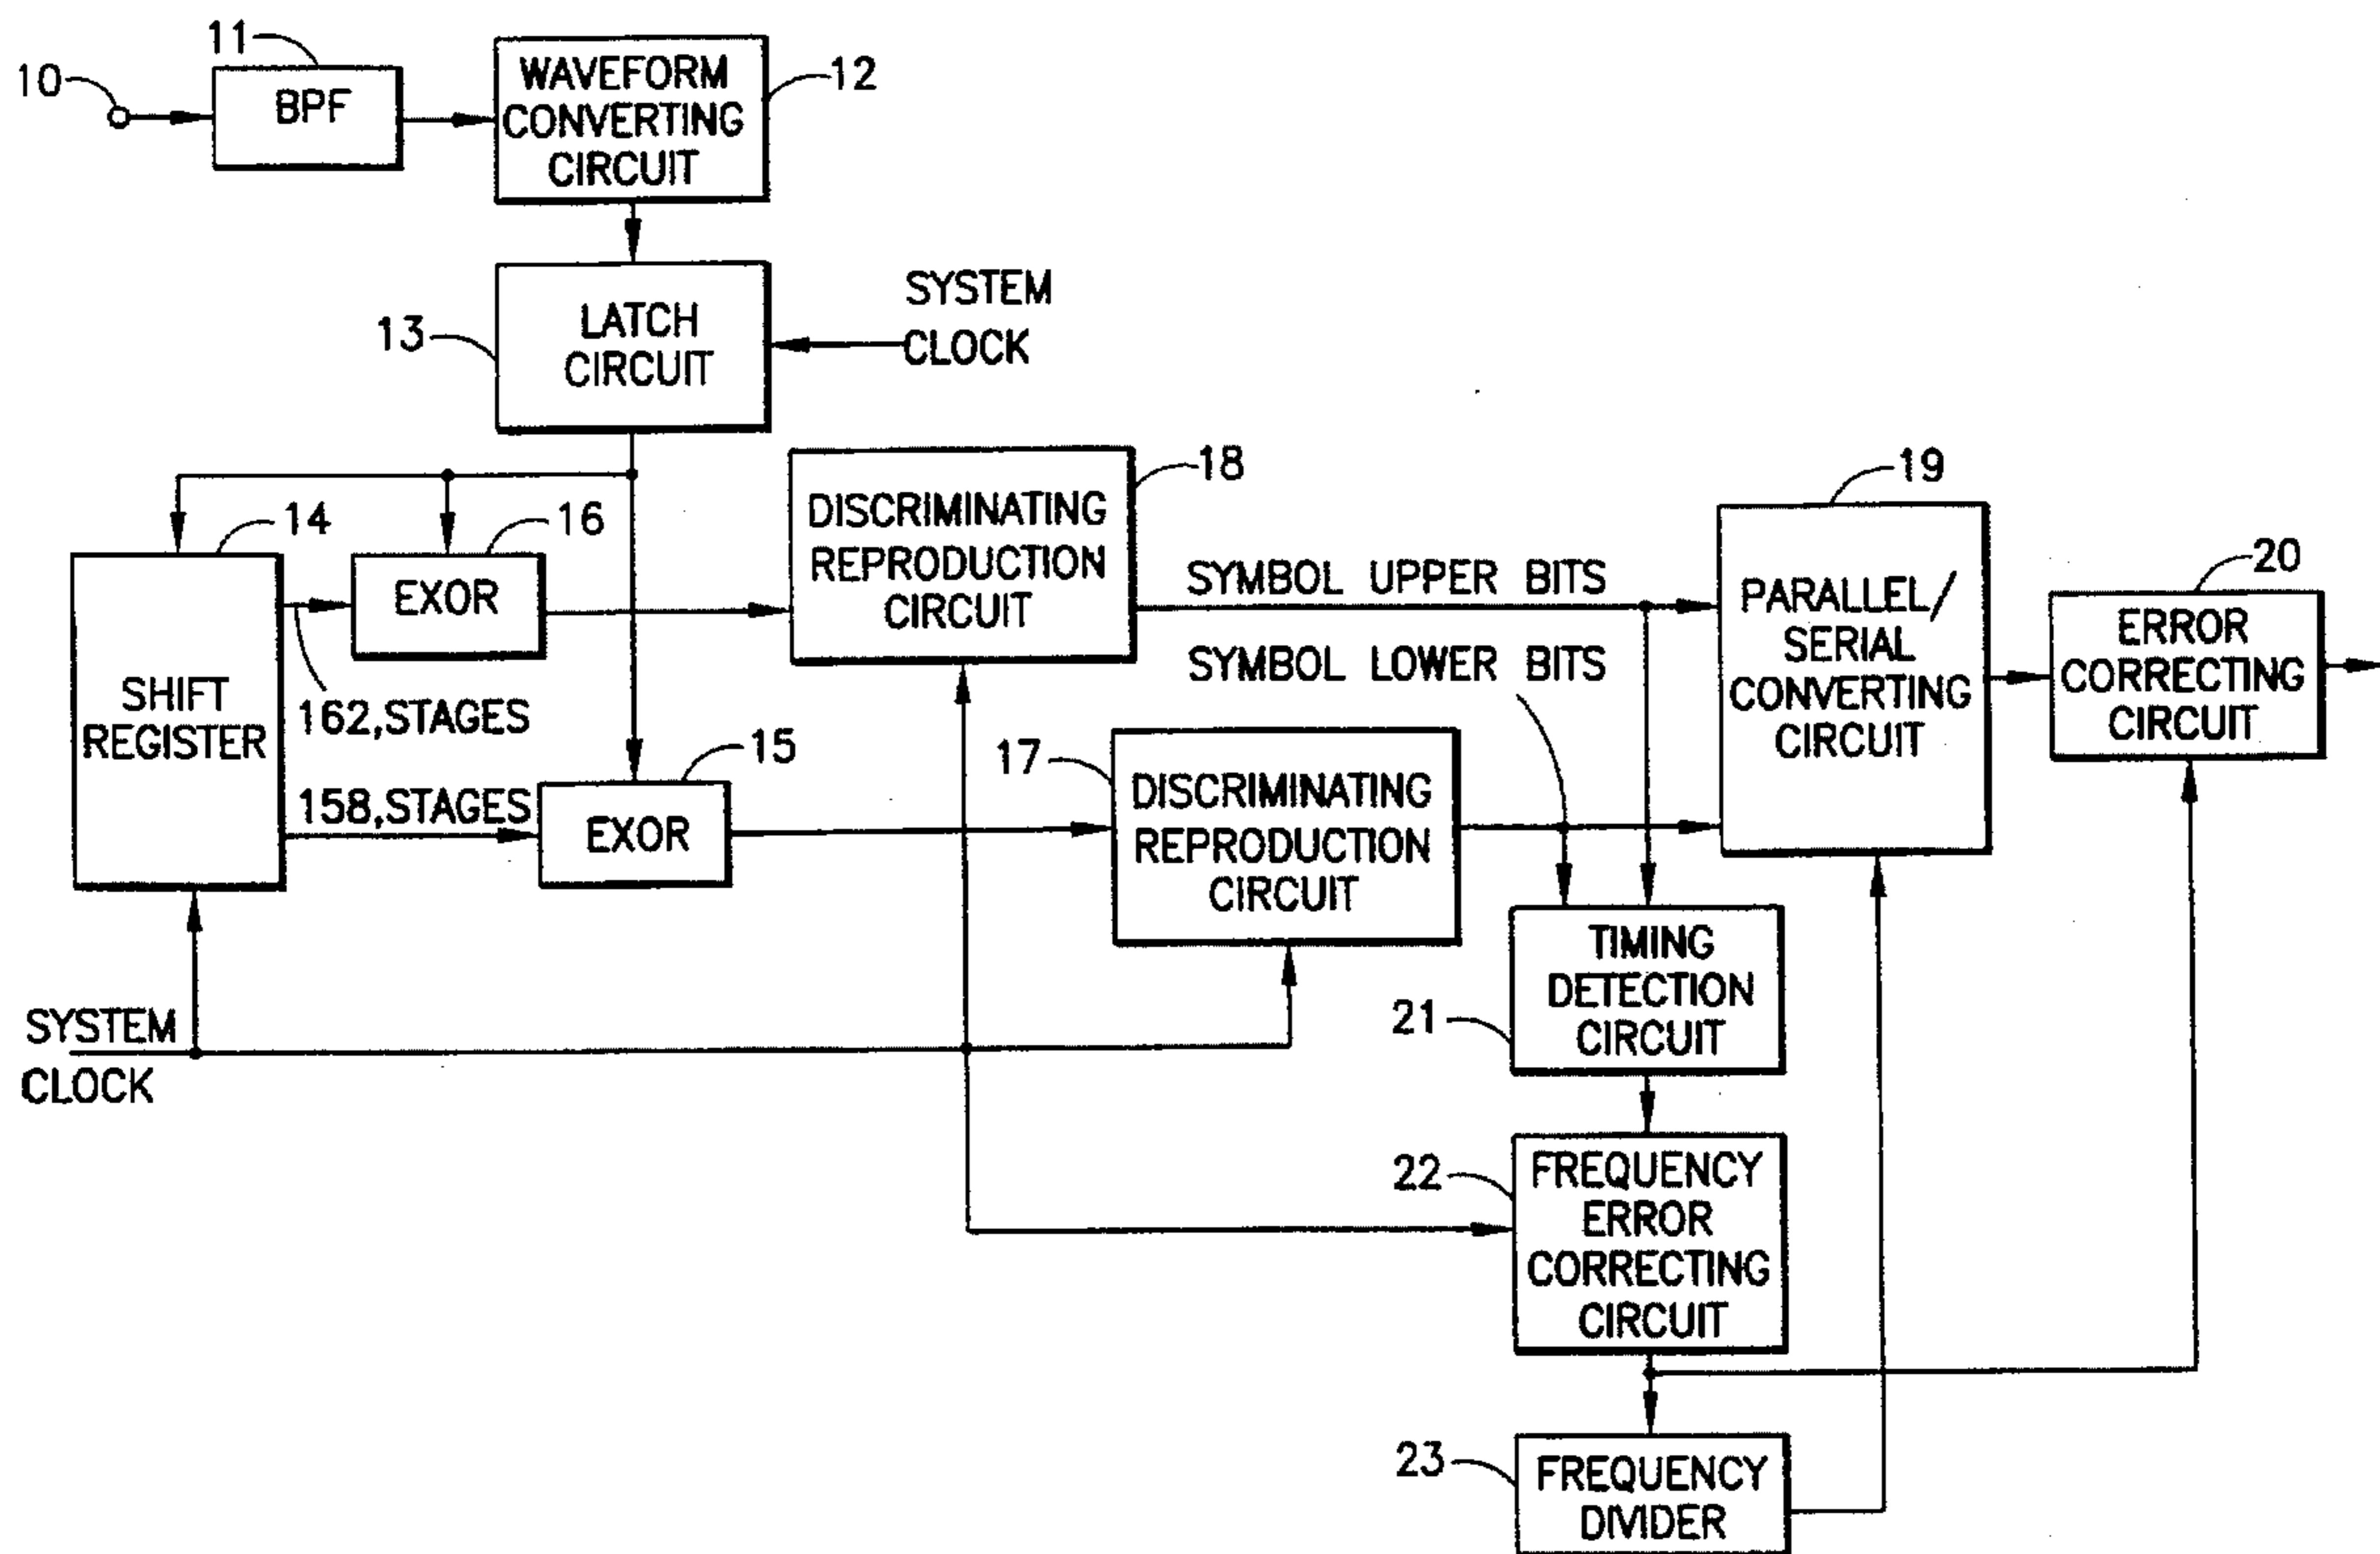 11
10
BPF
WAVEFORM
CONVERTING
CIRCUIT
12
13
LATCH
CIRCUIT
SYSTEM
CLOCK
14
16
18
19
20
SHIFT
REGISTER
EXOR
162,STAGES
158,STAGES
15
EXOR
DISCRIMINATING
REPRODUCTION
CIRCUIT
SYMBOL UPPER BITS
SYMBOL LOWER BITS
17
DISCRIMINATING
REPRODUCTION
CIRCUIT
PARALLEL/
SERIAL
CONVERTING
CIRCUIT
ERROR
CORRECTING
CIRCUIT
SYSTEM
CLOCK
21
TIMING
DETECTION
CIRCUIT
22
FREQUENCY
ERROR
CORRECTING
CIRCUIT
23
FREQUENCY
DIVIDER